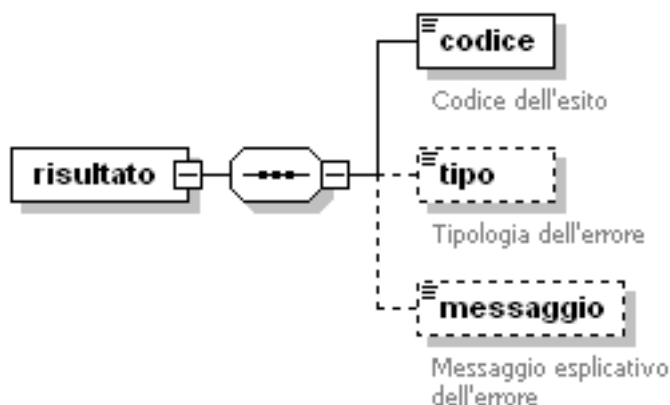 codice
Codice dell'esito
risultato
tipo
Tipologia dell'errore
messaggio
Messaggio esplicativo
dell'errore